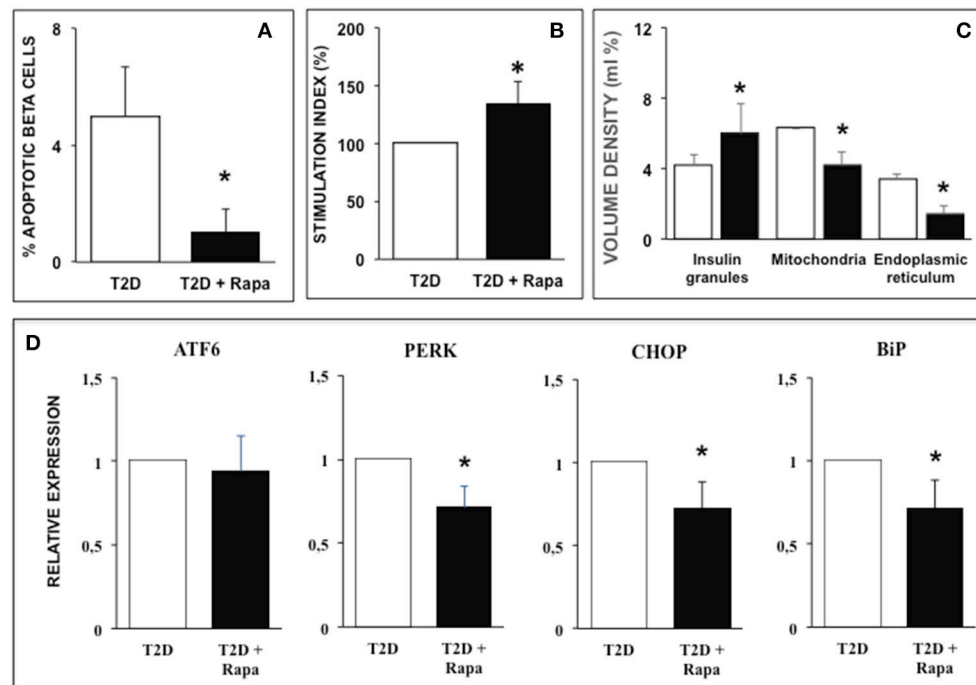 A
% APOPTOTIC BETA CELLS
8
4
0
*
T2D
T2D + Rapa
B
STIMULATION INDEX (%)
200
150
100
50
0
*
T2D
T2D + Rapa
C
VOLUME DENSITY (ml %)
12
8
4
12
*
*
*
Insulin
granules
Mitochondria
Endoplasmic
reticulum
D
RELATIVE EXPRESSION
ATF6
1,5
1
0,5
0
T2D
T2D +
Rapa
PERK
1,5
1
0,5
0
*
T2D
T2D +
Rapa
CHOP
1,5
1
0,5
0
*
T2D
T2D +
Rapa
BiP
1,5
1
0,5
0
*
T2D
T2D +
Rapa